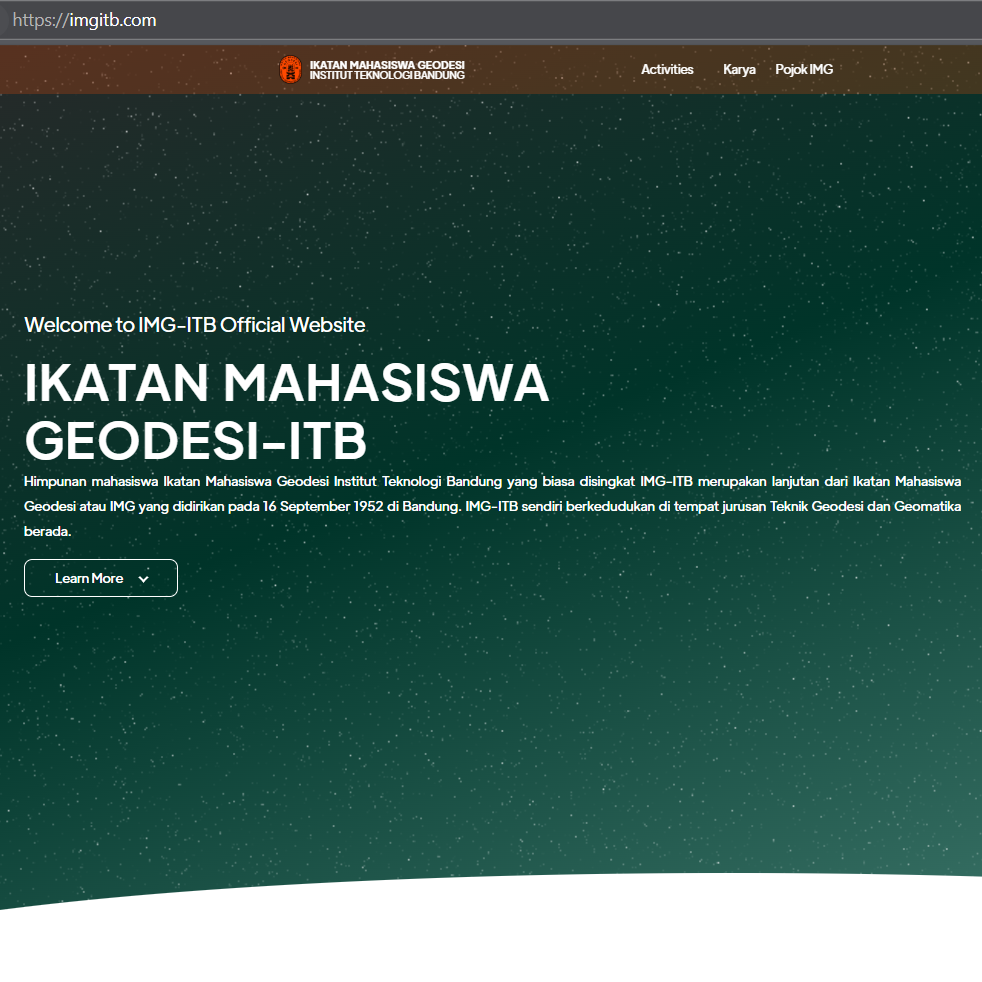 https://imgitb.com
IKATAN MAHASISWA GEODESI
INSTITUT TEKNOLOGI BANDUNG
Activities
Karya
Pojok IMG
Welcome to IMG-ITB Official Website
IKATAN MAHASISWA
GEODESI-ITB
Himpunan mahasiswa Ikatan Mahasiswa Geodesi Institut Teknologi Bandung yang biasa disingkat IMG-ITB merupakan lanjutan dari Ikatan Mahasiswa
Geodesi atau IMG yang didirikan pada 16 September 1952 di Bandung. IMG-ITB sendiri berkedudukan di tempat jurusan Teknik Geodesi dan Geomatika
berada.
Learn More